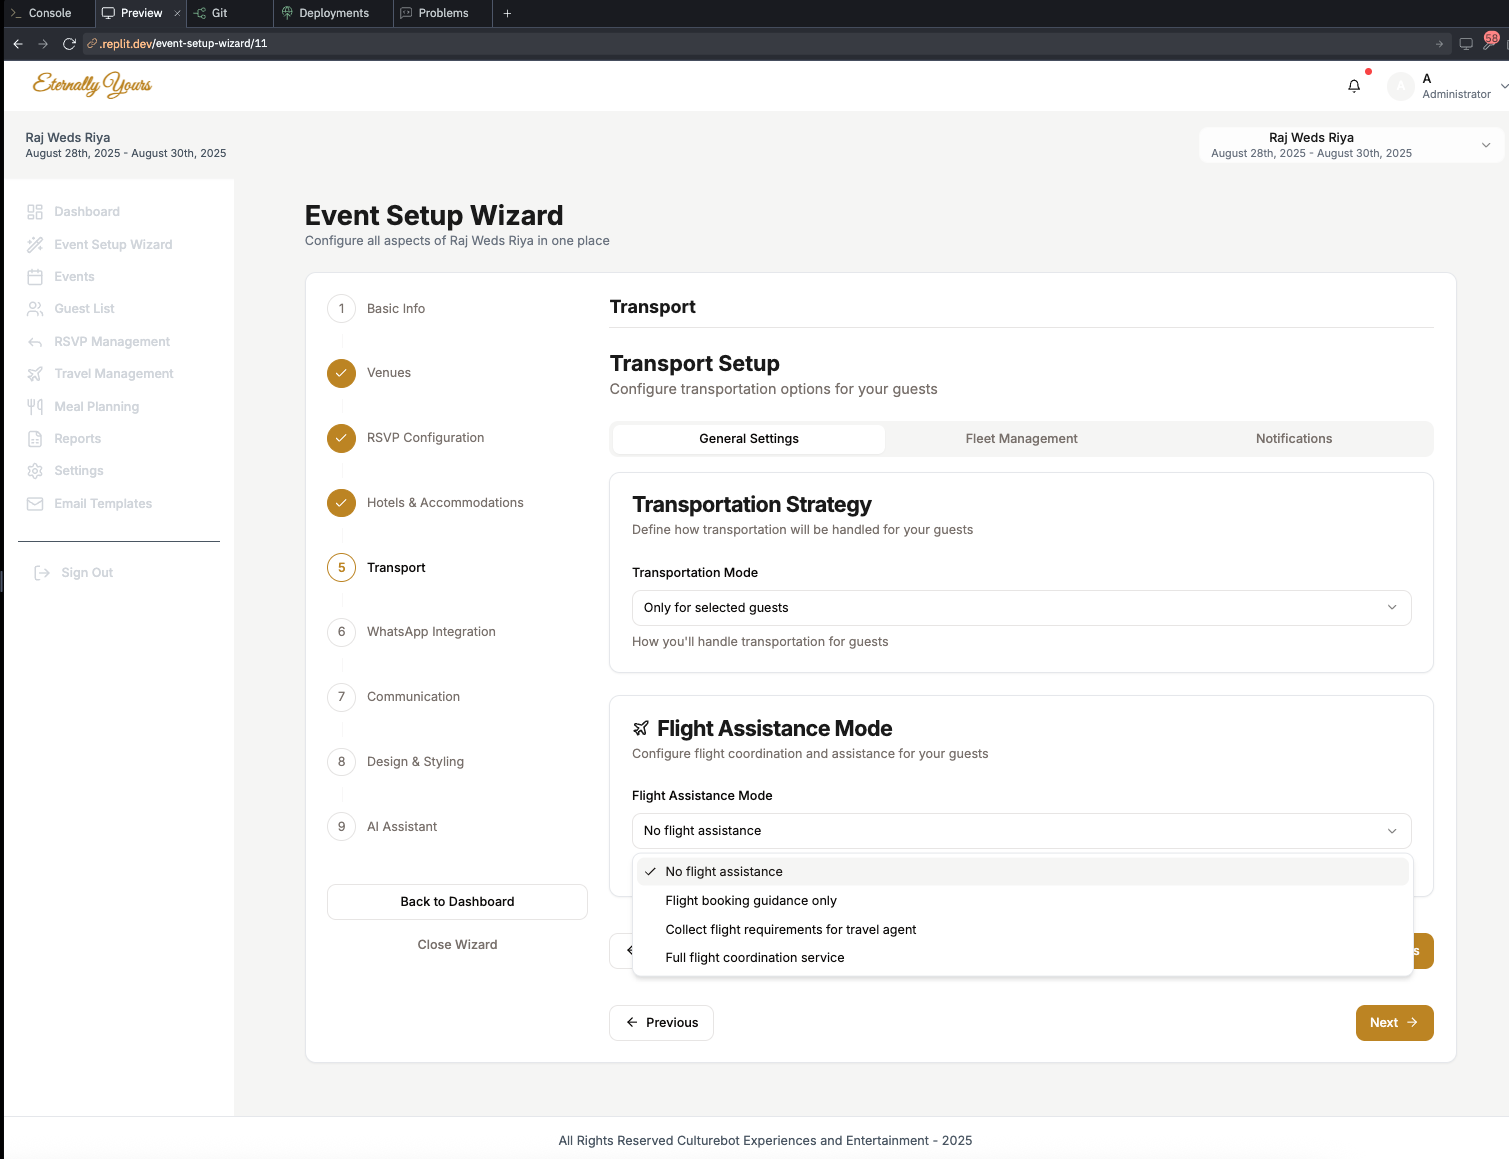 Console
Preview
Git
Deployments
Problems
.replit.dev/event-setup-wizard/11
58
Eternally Yours
A
A
Administrator
Raj Weds Riya
August 28th, 2025 - August 30th, 2025
Raj Weds Riya
August 28th, 2025 - August 30th, 2025
Dashboard
Event Setup Wizard
Events
Guest List
RSVP Management
Travel Management
Meal Planning
Reports
Settings
Email Templates
Sign Out
Event Setup Wizard
Configure all aspects of Raj Weds Riya in one place
1 Basic Info
Venues
RSVP Configuration
Hotels & Accommodations
5 Transport
6 WhatsApp Integration
7 Communication
8 Design & Styling
9 AI Assistant
Back to Dashboard
Close Wizard
Transport
Transport Setup
Configure transportation options for your guests
General Settings
Fleet Management
Notifications
Transportation Strategy
Define how transportation will be handled for your guests
Transportation Mode
Only for selected guests
How you'll handle transportation for guests
Flight Assistance Mode
Configure flight coordination and assistance for your guests
Flight Assistance Mode
No flight assistance
No flight assistance
Flight booking guidance only
Collect flight requirements for travel agent
Full flight coordination service
s
Previous
Next
All Rights Reserved Culturebot Experiences and Entertainment - 2025